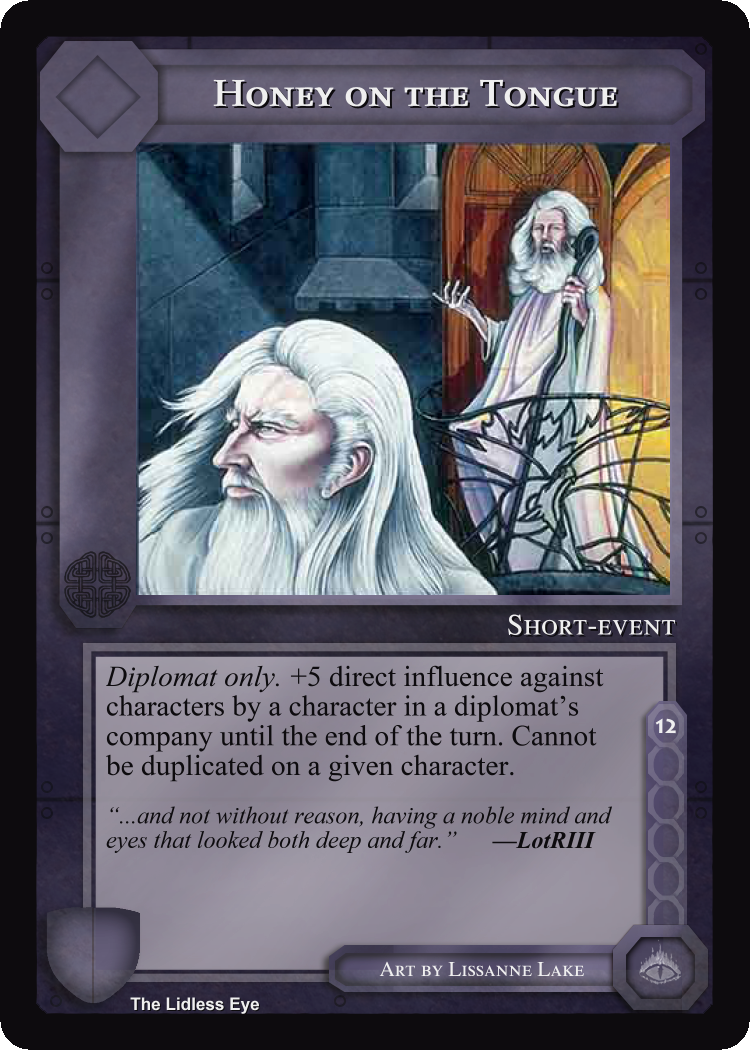 Honey on the Tongue
Short-event
Diplomat only. +5 direct influence against
characters by a character in a diplomat's
company until the end of the turn. Cannot
be duplicated on a given character.
12
“...and not without reason, having a noble mind and
eyes that looked both deep and far.” —LotRIII
Art by Lissanne Lake
The Lidless Eye